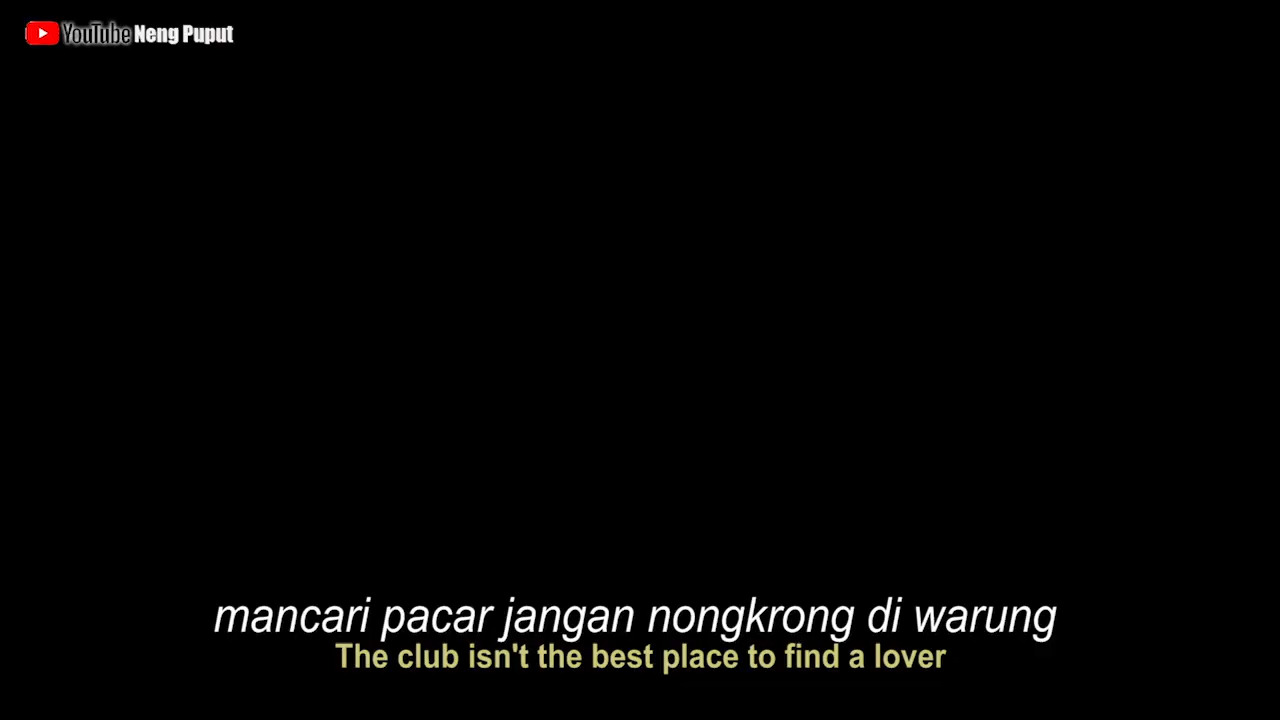 YouTube Neng Puput
mancari pacar jangan nongkrong di warung
The club isn't the best place to find a lover